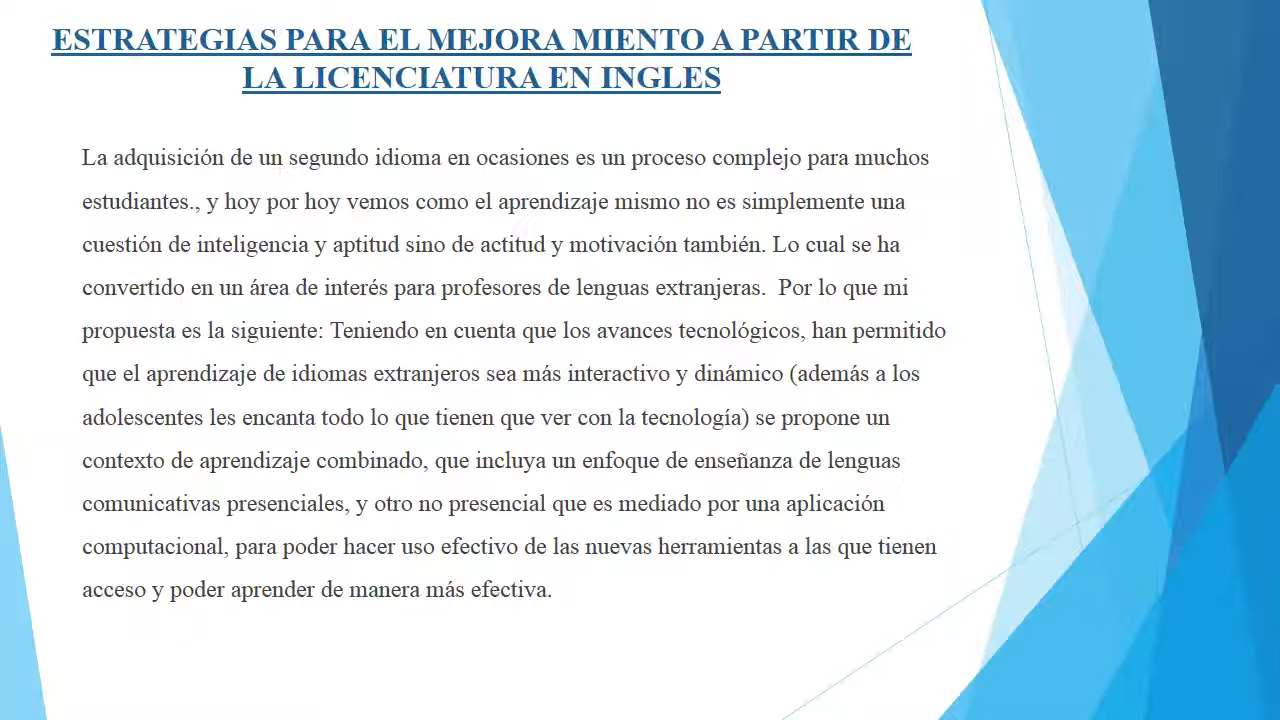 ESTRATEGIAS PARA EL MEJORA MIENTO A PARTIR DE
LA LICENCIATURA EN INGLES
La adquisición de un segundo idioma en ocasiones es un proceso complejo para muchos
estudiantes., y hoy por hoy vemos como el aprendizaje mismo no es simplemente una
cuestión de inteligencia y aptitud sino de actitud y motivación también. Lo cual se ha
convertido en un área de interés para profesores de lenguas extranjeras.  Por lo que mi
propuesta es la siguiente: Teniendo en cuenta que los avances tecnológicos, han permitido
que el aprendizaje de idiomas extranjeros sea más interactivo y dinámico (además a los
adolescentes les encanta todo lo que tienen que ver con la tecnología) se propone un
contexto de aprendizaje combinado, que incluya un enfoque de enseñanza de lenguas
comunicativas presenciales, y otro no presencial que es mediado por una aplicación
computacional, para poder hacer uso efectivo de las nuevas herramientas a las que tienen
acceso y poder aprender de manera más efectiva.